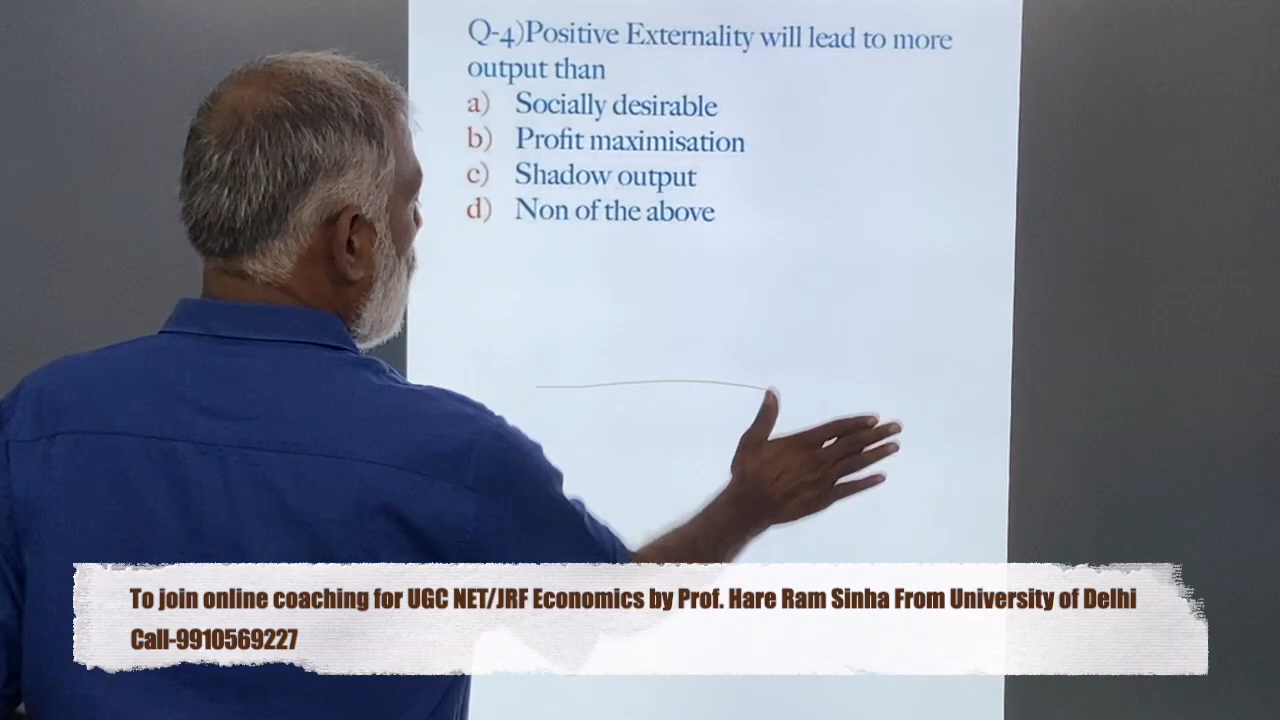 Q-4)Positive Externality will lead to more
output than
a) Socially desirable
b) Profit maximisation
c) Shadow output
d) Non of the above
To join online coaching for UGC NET/JRF Economics by Prof. Hare Ram Sinha From University of Delhi
Call-9910569227